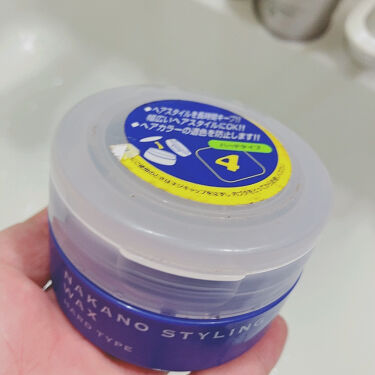 ●ヘアスタイルを長時間キープ!!
幅広いヘアスタイルにOK!!
●ヘアカラーの退色を防止します!!
ハードタイプ
4
NAKANO STYLING
WAX
HARD TYPE